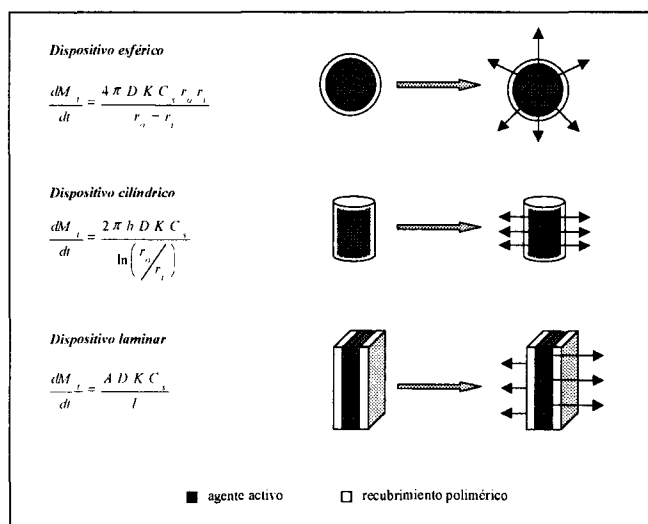 Dispositivo esférico
dM_t/dt = 4 π D K C_s r_o r_i / r_o − r_i
Dispositivo cilíndrico
dM_t/dt = 2 π h D K C_s / ln(r_o/r_i)
Dispositivo laminar
dM_t/dt = A D K C_s / l
agente activo recubrimiento polimérico